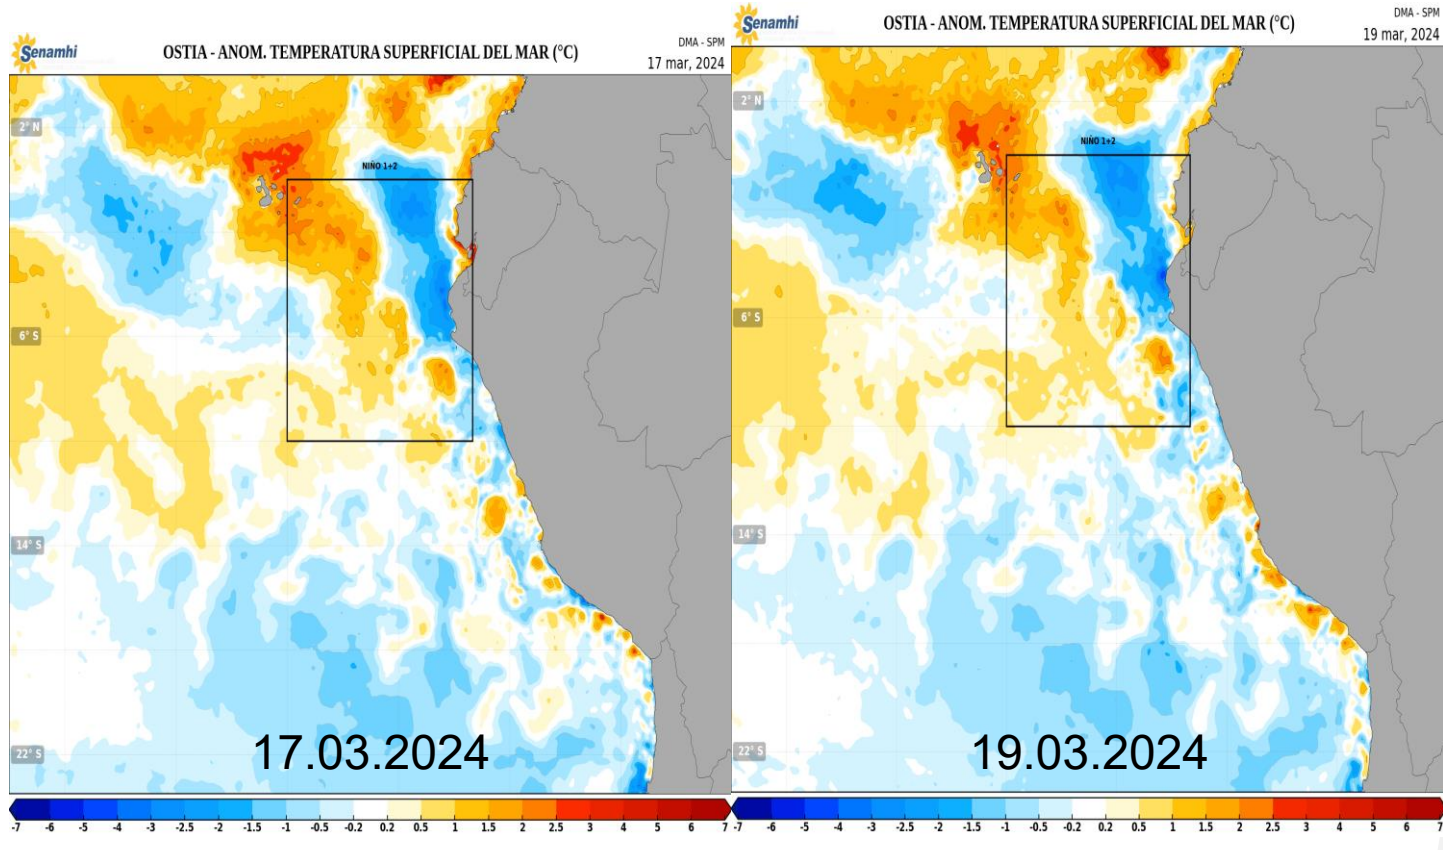 Senamhi
OSTIA - ANOM. TEMPERATURA SUPERFICIAL DEL MAR (°C)
DMA - SPM
17 mar, 2024
2° N
NIÑO 1+2
6° S
14° S
22° S
17.03.2024
-7 -6 -5 -4 -3 -2.5 -2 -1.5 -1 -0.5 -0.2 0.2 0.5 1 1.5 2 2.5 3 4 5 6 7
Senamhi
OSTIA - ANOM. TEMPERATURA SUPERFICIAL DEL MAR (°C)
DMA - SPM
19 mar, 2024
2° N
NIÑO 1+2
6° S
14° S
22° S
19.03.2024
-7 -6 -5 -4 -3 -2.5 -2 -1.5 -1 -0.5 -0.2 0.2 0.5 1 1.5 2 2.5 3 4 5 6 7